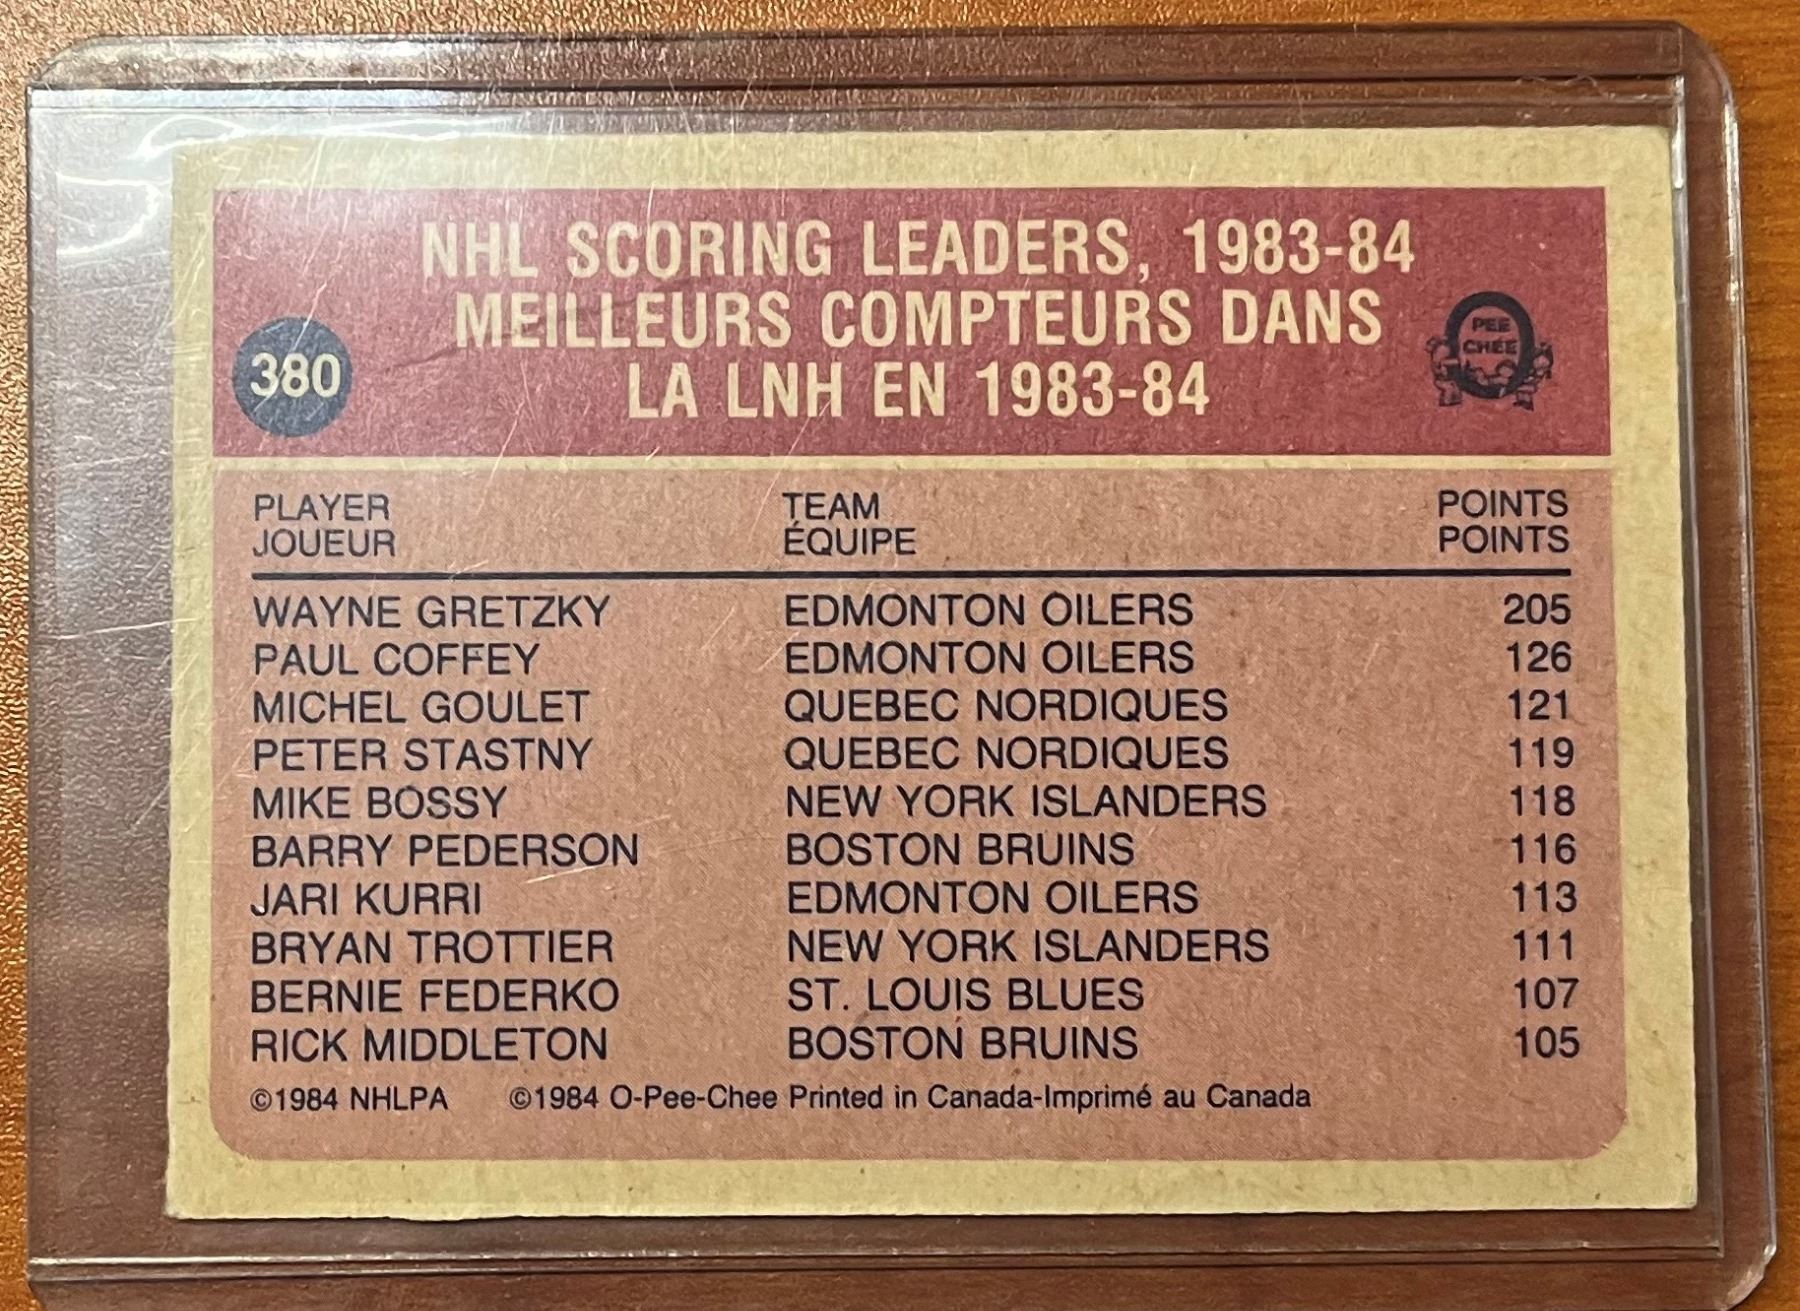 NHL SCORING LEADERS, 1983-84
MEILLEURS COMPTEURS DANS
LA LNH EN 1983-84
380
PEE
CHEE
PLAYER TEAM POINTS
JOUEUR ÉQUIPE POINTS
WAYNE GRETZKY EDMONTON OILERS 205
PAUL COFFEY EDMONTON OILERS 126
MICHEL GOULET QUEBEC NORDIQUES 121
PETER STASTNY QUEBEC NORDIQUES 119
MIKE BOSSY NEW YORK ISLANDERS 118
BARRY PEDERSON BOSTON BRUINS 116
JARI KURRI EDMONTON OILERS 113
BRYAN TROTTIER NEW YORK ISLANDERS 111
BERNIE FEDERKO ST. LOUIS BLUES 107
RICK MIDDLETON BOSTON BRUINS 105
©1984 NHLPA ©1984 O-Pee-Chee Printed in Canada-Imprimé au Canada